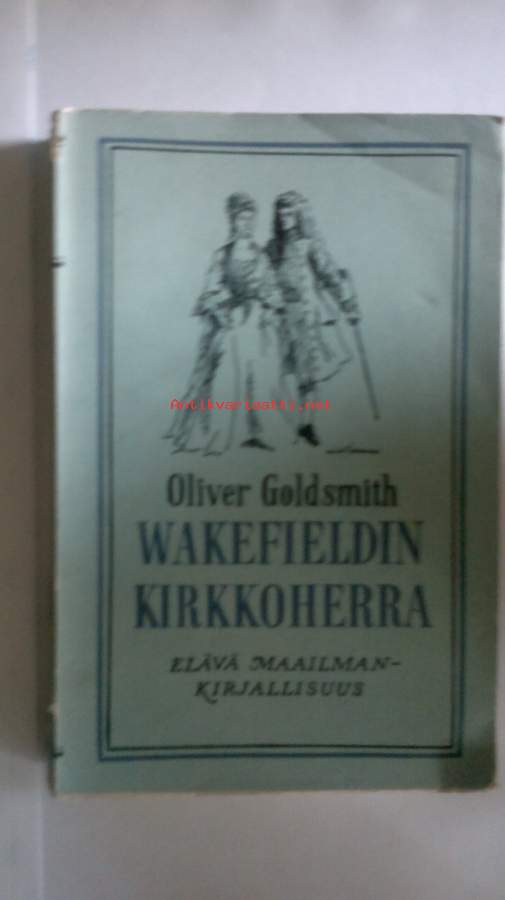 Antikvariaatti.net
Oliver Goldsmith
WAKEFIELDIN
KIRKKOHERRA
ELÄVÄ MAAILMAN-
KIRJALLISUUS